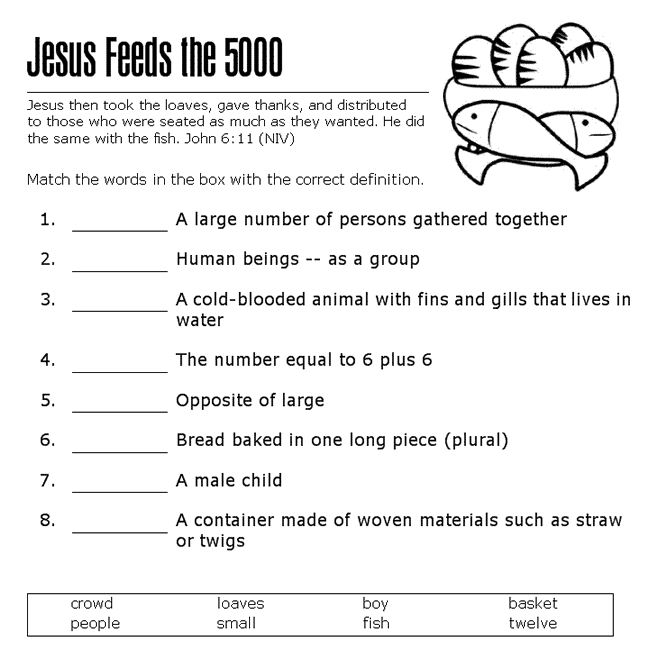 Jesus Feeds the 5000
Jesus then took the loaves, gave thanks, and distributed
to those who were seated as much as they wanted. He did
the same with the fish. John 6:11 (NIV)
Match the words in the box with the correct definition.
1. __________ A large number of persons gathered together
2. __________ Human beings -- as a group
3. __________ A cold-blooded animal with fins and gills that lives in
water
4. __________ The number equal to 6 plus 6
5. __________ Opposite of large
6. __________ Bread baked in one long piece (plural)
7. __________ A male child
8. __________ A container made of woven materials such as straw
or twigs
crowd loaves boy basket
people small fish twelve